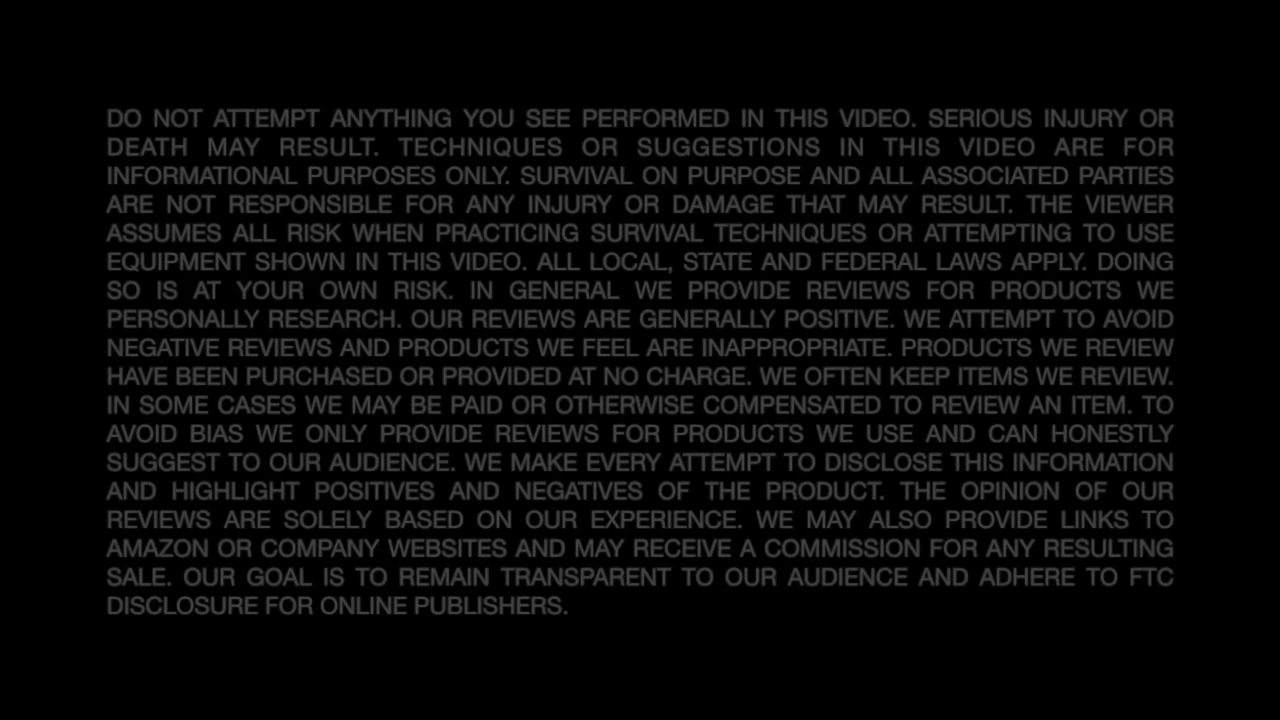 DO NOT ATTEMPT ANYTHING YOU SEE PERFORMED IN THIS VIDEO. SERIOUS INJURY OR
DEATH MAY RESULT. TECHNIQUES OR SUGGESTIONS IN THIS VIDEO ARE FOR
INFORMATIONAL PURPOSES ONLY. SURVIVAL ON PURPOSE AND ALL ASSOCIATED PARTIES
ARE NOT RESPONSIBLE FOR ANY INJURY OR DAMAGE THAT MAY RESULT. THE VIEWER
ASSUMES ALL RISK WHEN PRACTICING SURVIVAL TECHNIQUES OR ATTEMPTING TO USE
EQUIPMENT SHOWN IN THIS VIDEO. ALL LOCAL, STATE AND FEDERAL LAWS APPLY. DOING
SO IS AT YOUR OWN RISK. IN GENERAL WE PROVIDE REVIEWS FOR PRODUCTS WE
PERSONALLY RESEARCH. OUR REVIEWS ARE GENERALLY POSITIVE. WE ATTEMPT TO AVOID
NEGATIVE REVIEWS AND PRODUCTS WE FEEL ARE INAPPROPRIATE. PRODUCTS WE REVIEW
HAVE BEEN PURCHASED OR PROVIDED AT NO CHARGE. WE OFTEN KEEP ITEMS WE REVIEW.
IN SOME CASES WE MAY BE PAID OR OTHERWISE COMPENSATED TO REVIEW AN ITEM. TO
AVOID BIAS WE ONLY PROVIDE REVIEWS FOR PRODUCTS WE USE AND CAN HONESTLY
SUGGEST TO OUR AUDIENCE. WE MAKE EVERY ATTEMPT TO DISCLOSE THIS INFORMATION
AND HIGHLIGHT POSITIVES AND NEGATIVES OF THE PRODUCT. THE OPINION OF OUR
REVIEWS ARE SOLELY BASED ON OUR EXPERIENCE. WE MAY ALSO PROVIDE LINKS TO
AMAZON OR COMPANY WEBSITES AND MAY RECEIVE A COMMISSION FOR ANY RESULTING
SALE. OUR GOAL IS TO REMAIN TRANSPARENT TO OUR AUDIENCE AND ADHERE TO FTC
DISCLOSURE FOR ONLINE PUBLISHERS.